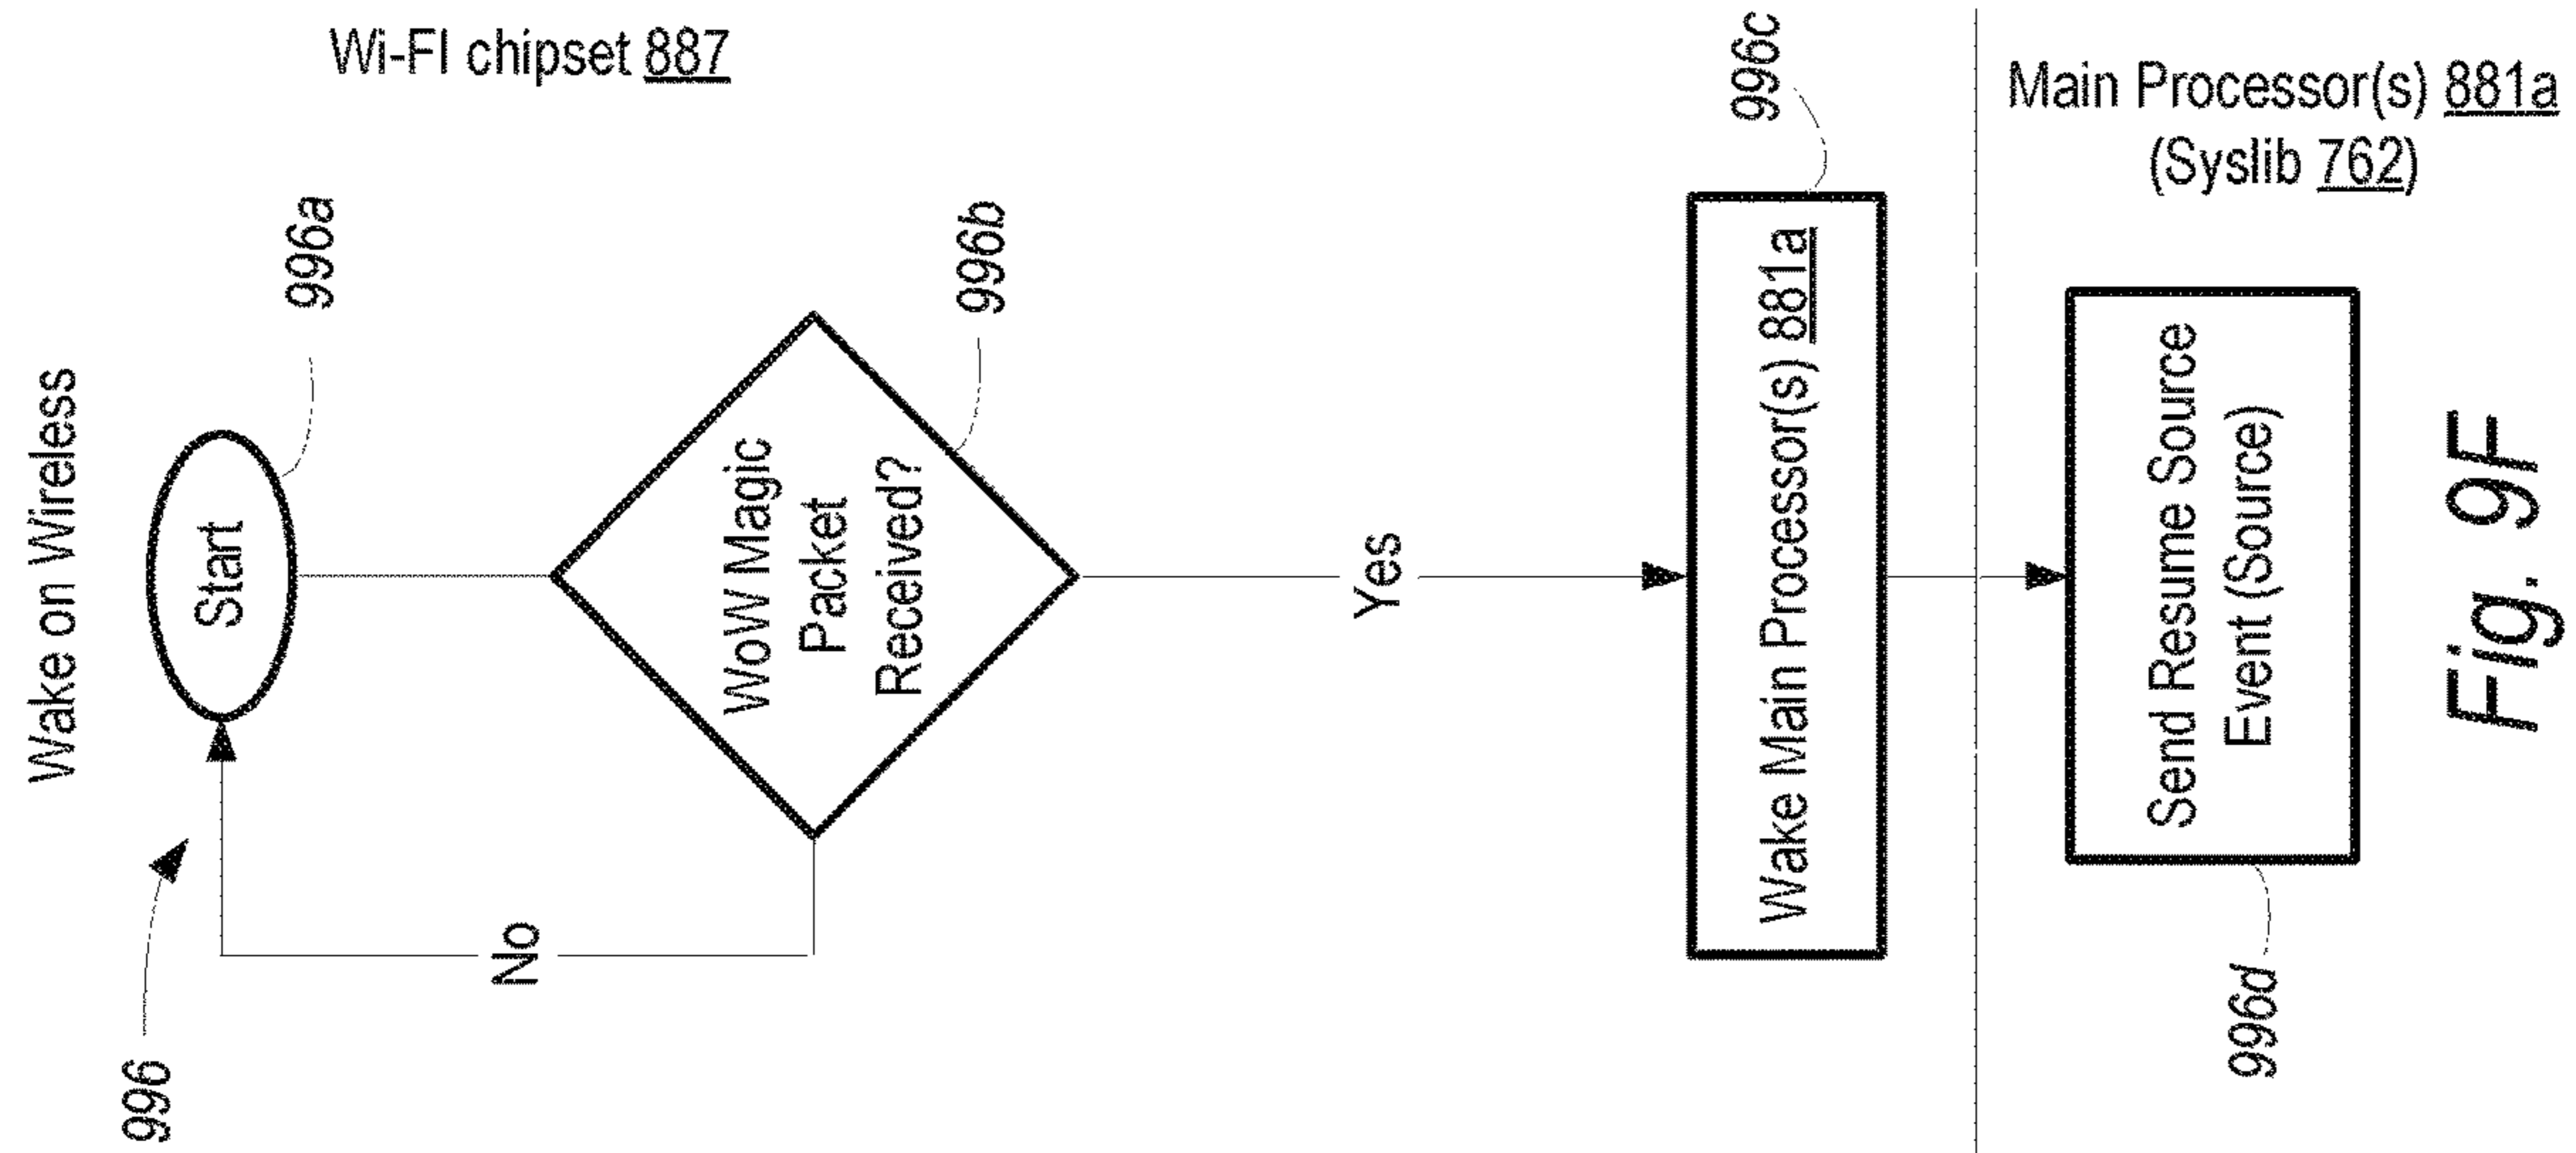 Wake on Wireless
996
Wi-FI chipset 887
Start
996a
WoW Magic
Packet
Received?
996b
No
Yes
Wake Main Processor(s) 881a
996c
Main Processor(s) 881a
(Syslib 762)
Send Resume Source
Event (Source)
996d
Fig. 9F